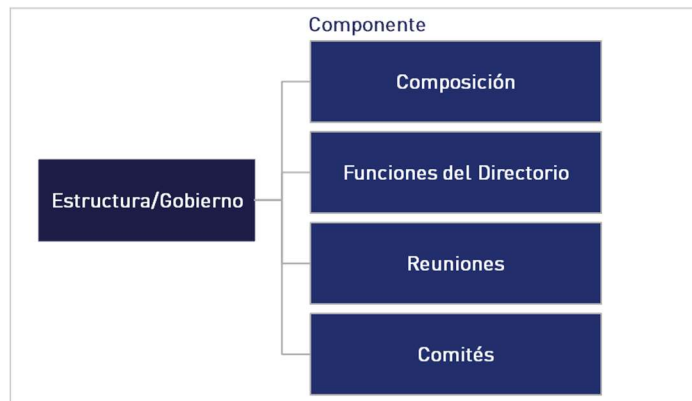 Componente
Composición
Funciones del Directorio
Estructura/Gobierno
Reuniones
Comités